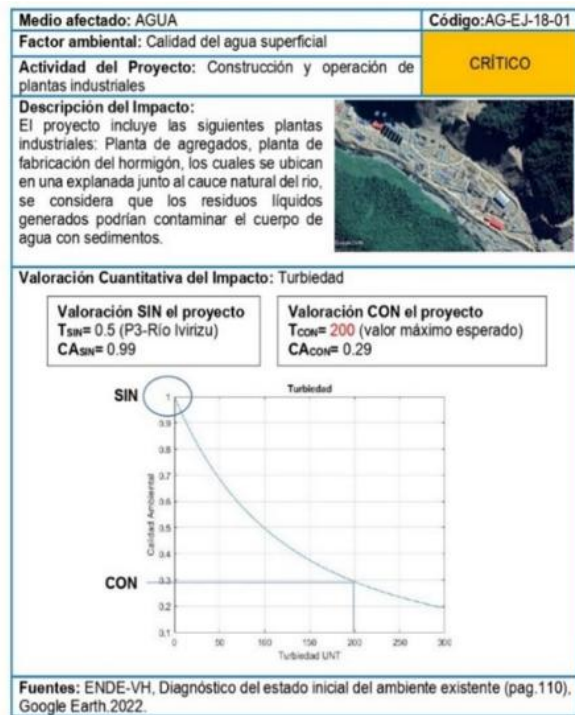 Medio afectado: AGUA
Código:AG-EJ-18-01
Factor ambiental: Calidad del agua superficial
CRÍTICO
Actividad del Proyecto: Construcción y operación de
plantas industriales
Descripción del Impacto:
El proyecto incluye las siguientes plantas
industriales: Planta de agregados, planta de
fabricación del hormigón, los cuales se ubican
en una explanada junto al cauce natural del rio,
se considera que los residuos líquidos
generados podrían contaminar el cuerpo de
agua con sedimentos.
Valoración Cuantitativa del Impacto: Turbiedad
Valoración SIN el proyecto
TSIN= 0.5 (P3-Río Ivirizu)
CASIN= 0.99
Valoración CON el proyecto
TCON= 200 (valor máximo esperado)
CACON= 0.29
Turbiedad
SIN
1
0.9
0.8
0.7
0.6
0.5
0.4
0.3
0.2
0.1
Calidad Ambiental
CON
0 50 100 150 200 250 300
Turbiedad UNT
Fuentes: ENDE-VH, Diagnóstico del estado inicial del ambiente existente (pag.110),
Google Earth.2022.